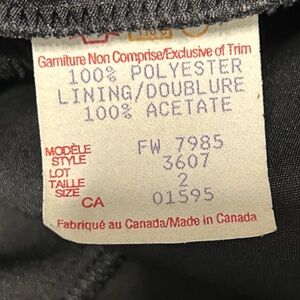 Garniture Non Comprise/Exclusive of Trim
100% POLYESTER
LINING/DOUBLURE
100% ACETATE
MODÈLE
STYLE FW 7985
LOT 3607
TAILLE
SIZE 2
CA 01595
Fabriqué au Canada/Made in Canada